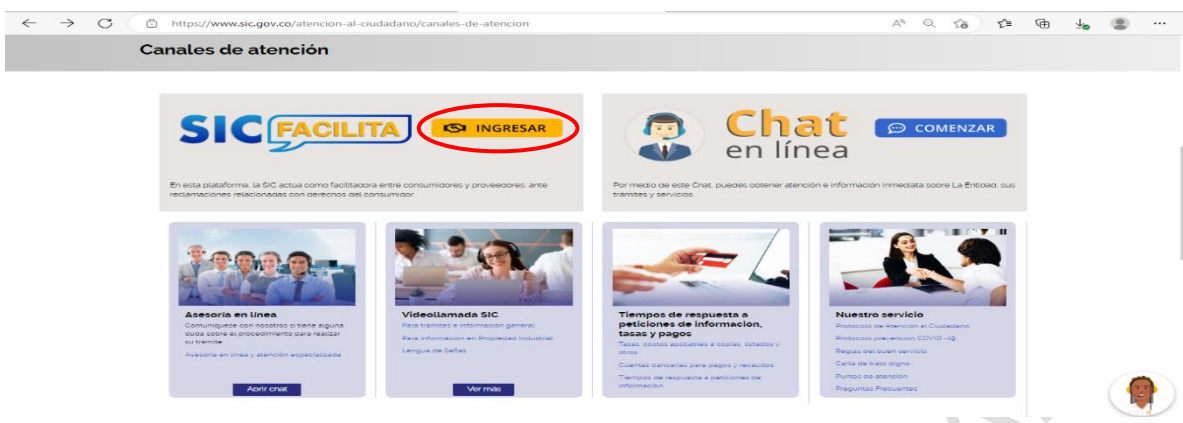 https://www.sic.gov.co/atencion-al-ciudadano/canales-de-atencion
Canales de atención
SIC FACILITA
INGRESAR
En esta plataforma, la SIC actúa como facilitadora entre consumidores y proveedores, ante
reclamaciones relacionadas con derechos del consumidor.
Chat
en línea
COMENZAR
Por medio de este Chat, puedes obtener atención e información inmediata sobre La Entidad, sus
trámites y servicios.
Asesoría en línea
Comuníquese con nosotros si tiene alguna
duda sobre el procedimiento para realizar
su trámite
Asesoría en línea y atención especializada
Abrir chat
Videollamada SIC
Para trámites e información general
Para información en Propiedad Industrial
Lengua de Señas
Ver más
Tiempos de respuesta a
peticiones de información,
tasas y pagos
Tasas, costos aplicables a copias, listados y
otros
Cuentas bancarias para pagos y recaudos
Tiempos de respuesta a peticiones de
información
Nuestro servicio
Protocolo de Atención al Ciudadano
Protocolo prevención COVID -19
Reglas del buen servicio
Carta de trato digno
Puntos de atención
Preguntas Frecuentes